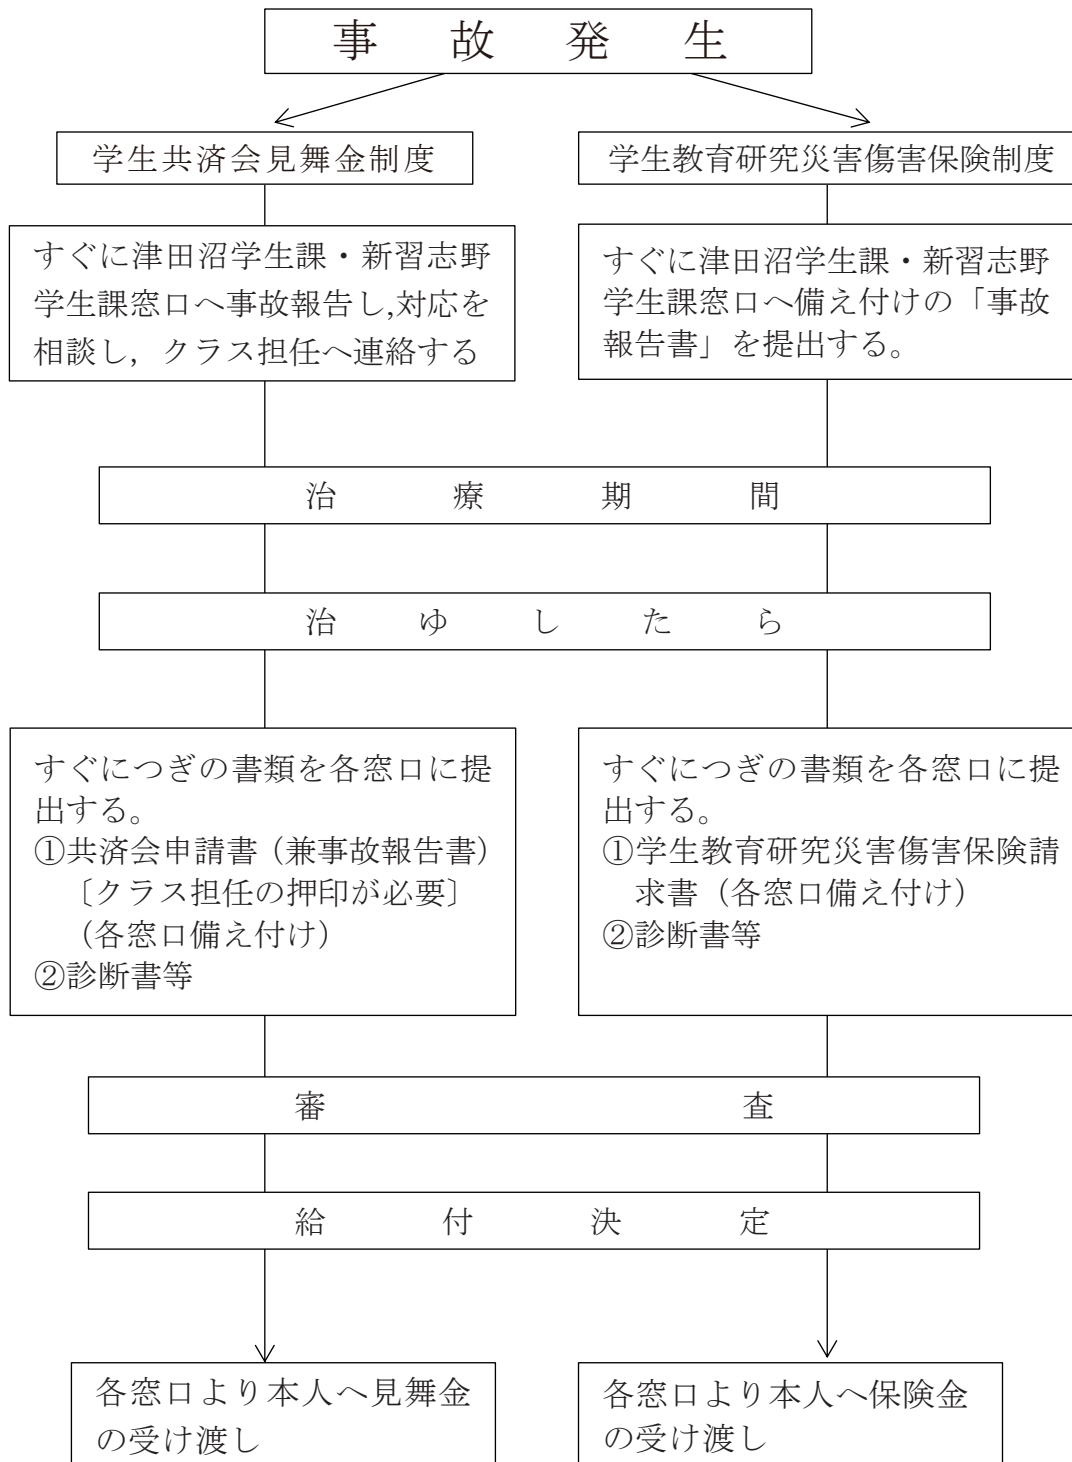 事故発生
学生共済会見舞金制度
すぐに津田沼学生課・新習志野
学生課窓口へ事故報告し,対応を
相談し，クラス担任へ連絡する
学生教育研究災害傷害保険制度
すぐに津田沼学生課・新習志野
学生課窓口へ備え付けの「事故
報告書」を提出する。
治療期間
治ゆしたら
すぐにつぎの書類を各窓口に提
出する。
①共済会申請書（兼事故報告書）
〔クラス担任の押印が必要〕
（各窓口備え付け）
②診断書等
すぐにつぎの書類を各窓口に提
出する。
①学生教育研究災害傷害保険請
求書（各窓口備え付け）
②診断書等
審査
給付決定
各窓口より本人へ見舞金
の受け渡し
各窓口より本人へ保険金
の受け渡し